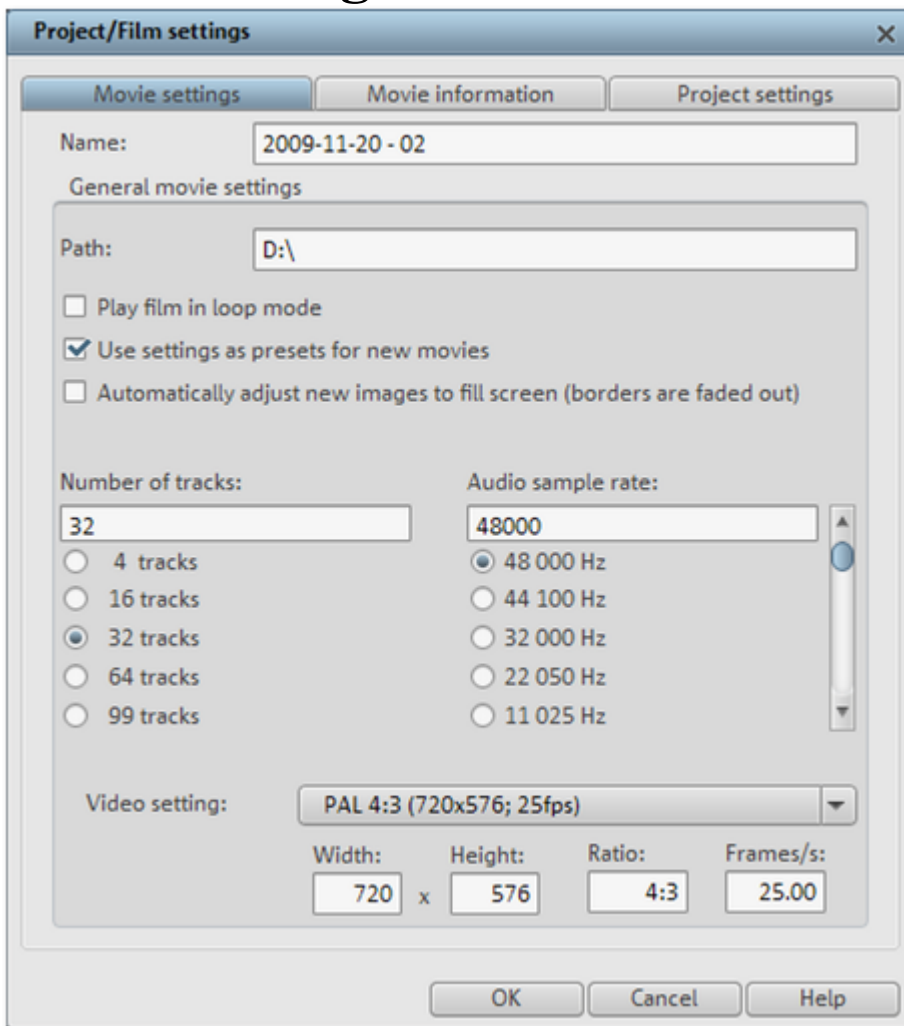 Project/Film settings
Movie settings Movie information Project settings
Name: 2009-11-20 - 02
General movie settings
Path: D:\
Play film in loop mode
Use settings as presets for new movies
Automatically adjust new images to fill screen (borders are faded out)
Number of tracks: Audio sample rate:
32 48000
4 tracks 48 000 Hz
16 tracks 44 100 Hz
32 tracks 32 000 Hz
64 tracks 22 050 Hz
99 tracks 11 025 Hz
Video setting: PAL 4:3 (720x576; 25fps)
Width: Height: Ratio: Frames/s:
720 x 576 4:3 25.00
OK Cancel Help